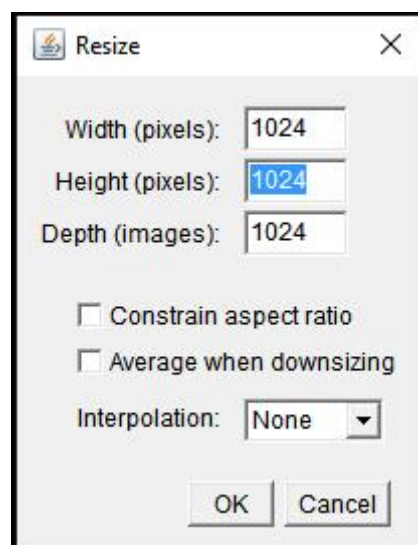 Resize
Width (pixels): 1024
Height (pixels): 1024
Depth (images): 1024
Constrain aspect ratio
Average when downsizing
Interpolation: None
OK Cancel